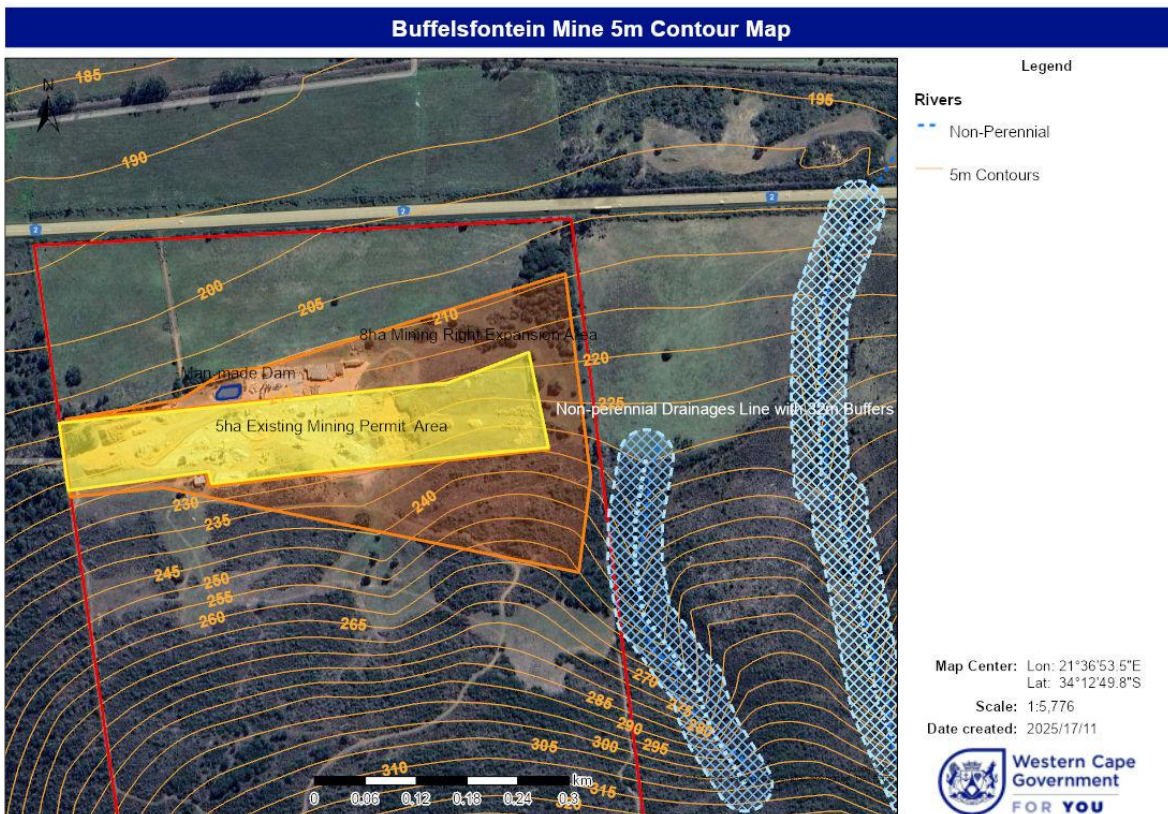 Buffelsfontein Mine 5m Contour Map
N
185
190
195
2
2
2
200
205
210
8ha Mining Right Expansion Area
220
Man-made Dam
225
Non-perennial Drainages Line with 32m Buffers
5ha Existing Mining Permit Area
230
240
235
245
250
255
260
265
270
275
280
285
290
295
300
305
310
315
km
0 0.06 0.12 0.18 0.24 0.3
Legend
Rivers
Non-Perennial
5m Contours
Map Center: Lon: 21°36'53.5"E
Lat: 34°12'49.8"S
Scale: 1:5,776
Date created: 2025/17/11
Western Cape
Government
FOR YOU